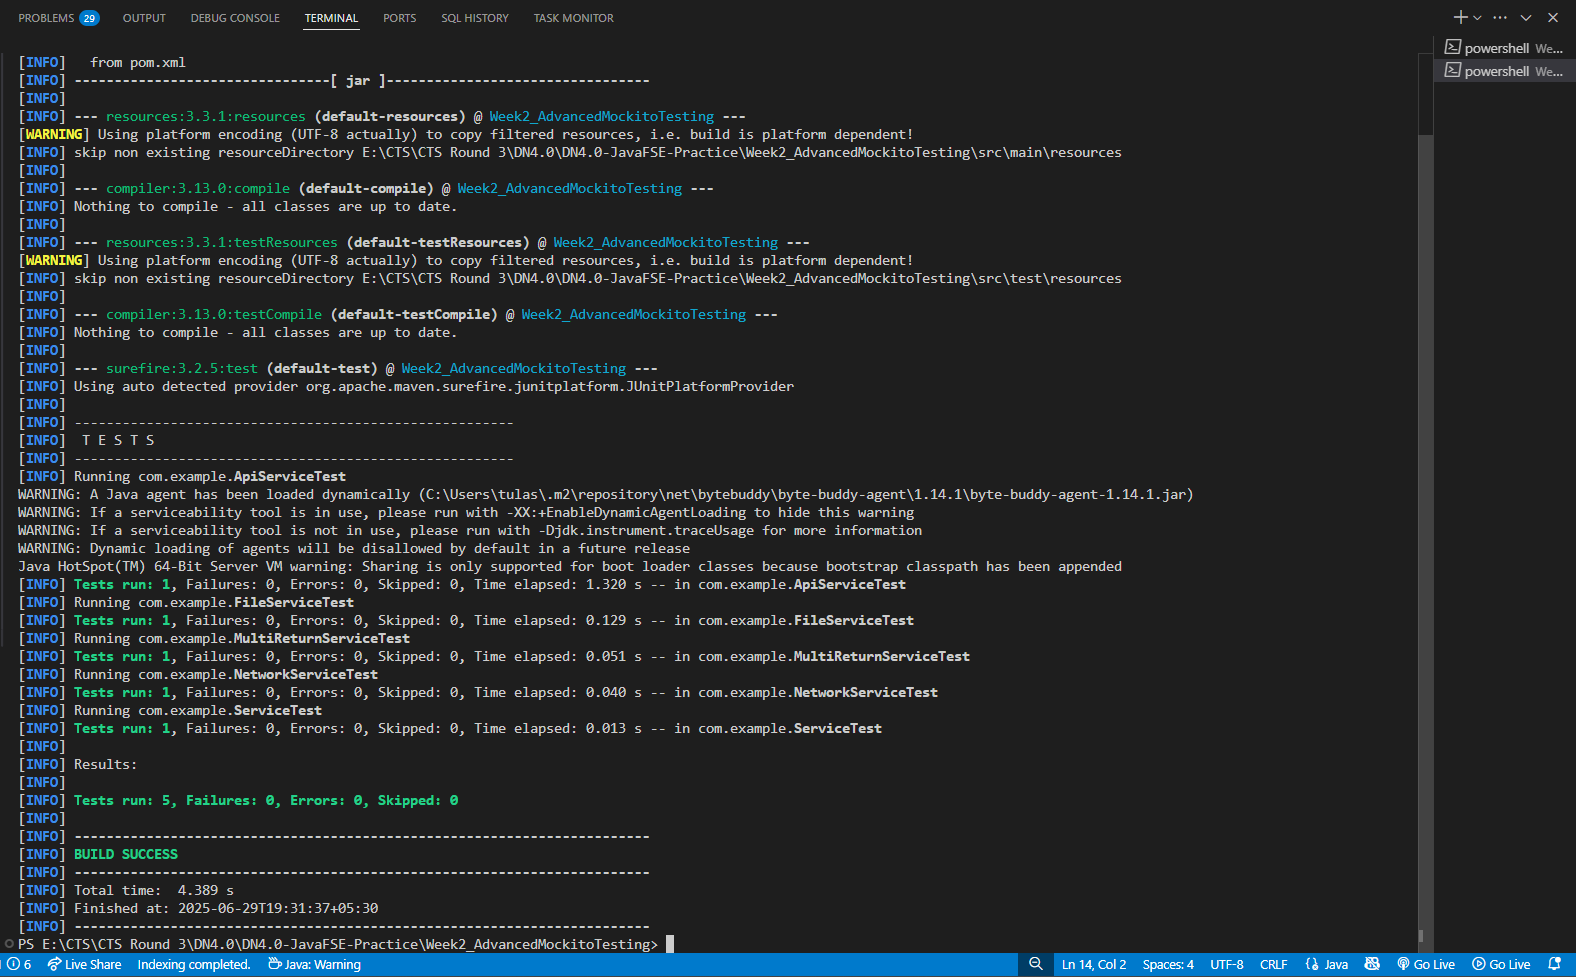 PROBLEMS 29 OUTPUT DEBUG CONSOLE TERMINAL PORTS SQL HISTORY TASK MONITOR
powershell We...
powershell We...
[INFO]   from pom.xml
[INFO] --------------------------------[ jar ]---------------------------------
[INFO]
[INFO] --- resources:3.3.1:resources (default-resources) @ Week2_AdvancedMockitoTesting ---
[WARNING] Using platform encoding (UTF-8 actually) to copy filtered resources, i.e. build is platform dependent!
[INFO] skip non existing resourceDirectory E:\CTS\CTS Round 3\DN4.0\DN4.0-JavaFSE-Practice\Week2_AdvancedMockitoTesting\src\main\resources
[INFO]
[INFO] --- compiler:3.13.0:compile (default-compile) @ Week2_AdvancedMockitoTesting ---
[INFO] Nothing to compile - all classes are up to date.
[INFO]
[INFO] --- resources:3.3.1:testResources (default-testResources) @ Week2_AdvancedMockitoTesting ---
[WARNING] Using platform encoding (UTF-8 actually) to copy filtered resources, i.e. build is platform dependent!
[INFO] skip non existing resourceDirectory E:\CTS\CTS Round 3\DN4.0\DN4.0-JavaFSE-Practice\Week2_AdvancedMockitoTesting\src\test\resources
[INFO]
[INFO] --- compiler:3.13.0:testCompile (default-testCompile) @ Week2_AdvancedMockitoTesting ---
[INFO] Nothing to compile - all classes are up to date.
[INFO]
[INFO] --- surefire:3.2.5:test (default-test) @ Week2_AdvancedMockitoTesting ---
[INFO] Using auto detected provider org.apache.maven.surefire.junitplatform.JUnitPlatformProvider
[INFO]
[INFO] -------------------------------------------------------
[INFO]  T E S T S
[INFO] -------------------------------------------------------
[INFO] Running com.example.ApiServiceTest
WARNING: A Java agent has been loaded dynamically (C:\Users\tulas\.m2\repository\net\bytebuddy\byte-buddy-agent\1.14.1\byte-buddy-agent-1.14.1.jar)
WARNING: If a serviceability tool is in use, please run with -XX:+EnableDynamicAgentLoading to hide this warning
WARNING: If a serviceability tool is not in use, please run with -Djdk.instrument.traceUsage for more information
WARNING: Dynamic loading of agents will be disallowed by default in a future release
Java HotSpot(TM) 64-Bit Server VM warning: Sharing is only supported for boot loader classes because bootstrap classpath has been appended
[INFO] Tests run: 1, Failures: 0, Errors: 0, Skipped: 0, Time elapsed: 1.320 s -- in com.example.ApiServiceTest
[INFO] Running com.example.FileServiceTest
[INFO] Tests run: 1, Failures: 0, Errors: 0, Skipped: 0, Time elapsed: 0.129 s -- in com.example.FileServiceTest
[INFO] Running com.example.MultiReturnServiceTest
[INFO] Tests run: 1, Failures: 0, Errors: 0, Skipped: 0, Time elapsed: 0.051 s -- in com.example.MultiReturnServiceTest
[INFO] Running com.example.NetworkServiceTest
[INFO] Tests run: 1, Failures: 0, Errors: 0, Skipped: 0, Time elapsed: 0.040 s -- in com.example.NetworkServiceTest
[INFO] Running com.example.ServiceTest
[INFO] Tests run: 1, Failures: 0, Errors: 0, Skipped: 0, Time elapsed: 0.013 s -- in com.example.ServiceTest
[INFO]
[INFO] Results:
[INFO]
[INFO] Tests run: 5, Failures: 0, Errors: 0, Skipped: 0
[INFO]
[INFO] ------------------------------------------------------------------------
[INFO] BUILD SUCCESS
[INFO] ------------------------------------------------------------------------
[INFO] Total time:  4.389 s
[INFO] Finished at: 2025-06-29T19:31:37+05:30
[INFO] ------------------------------------------------------------------------
PS E:\CTS\CTS Round 3\DN4.0\DN4.0-JavaFSE-Practice\Week2_AdvancedMockitoTesting>
6 Live Share Indexing completed. Java: Warning Ln 14, Col 2 Spaces: 4 UTF-8 CRLF Java Go Live Go Live